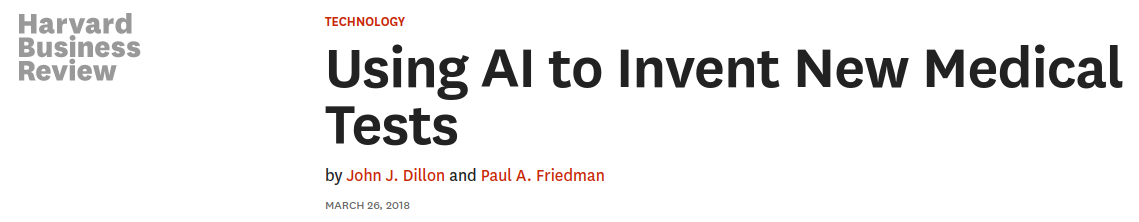 Harvard
Business
Review
TECHNOLOGY
Using AI to Invent New Medical
Tests
by John J. Dillon and Paul A. Friedman
MARCH 26, 2018